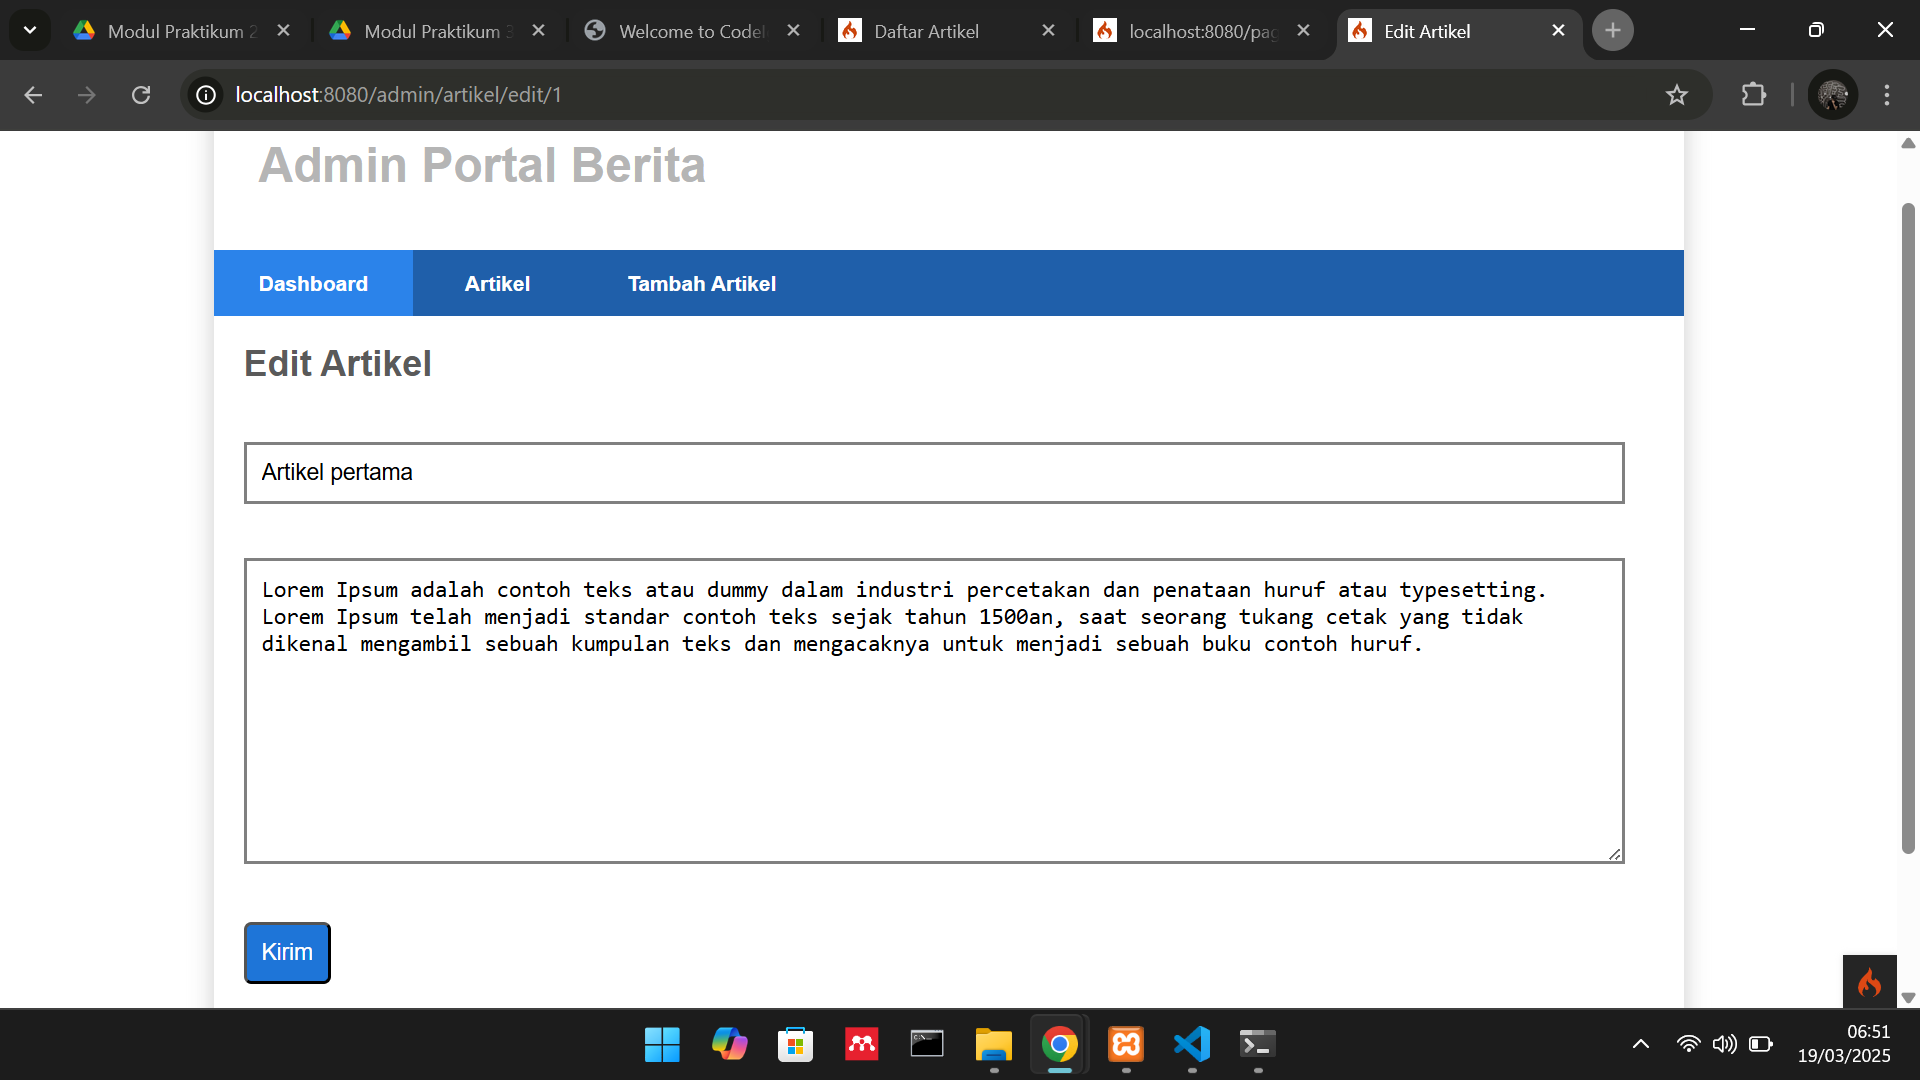 Modul Praktikum 2
Modul Praktikum 3
Welcome to CodeI
Daftar Artikel
localhost:8080/pag
Edit Artikel
localhost:8080/admin/artikel/edit/1
Admin Portal Berita
Dashboard
Artikel
Tambah Artikel
Edit Artikel
Artikel pertama
Lorem Ipsum adalah contoh teks atau dummy dalam industri percetakan dan penataan huruf atau typesetting.
Lorem Ipsum telah menjadi standar contoh teks sejak tahun 1500an, saat seorang tukang cetak yang tidak
dikenal mengambil sebuah kumpulan teks dan mengacaknya untuk menjadi sebuah buku contoh huruf.
Kirim
06:51
19/03/2025